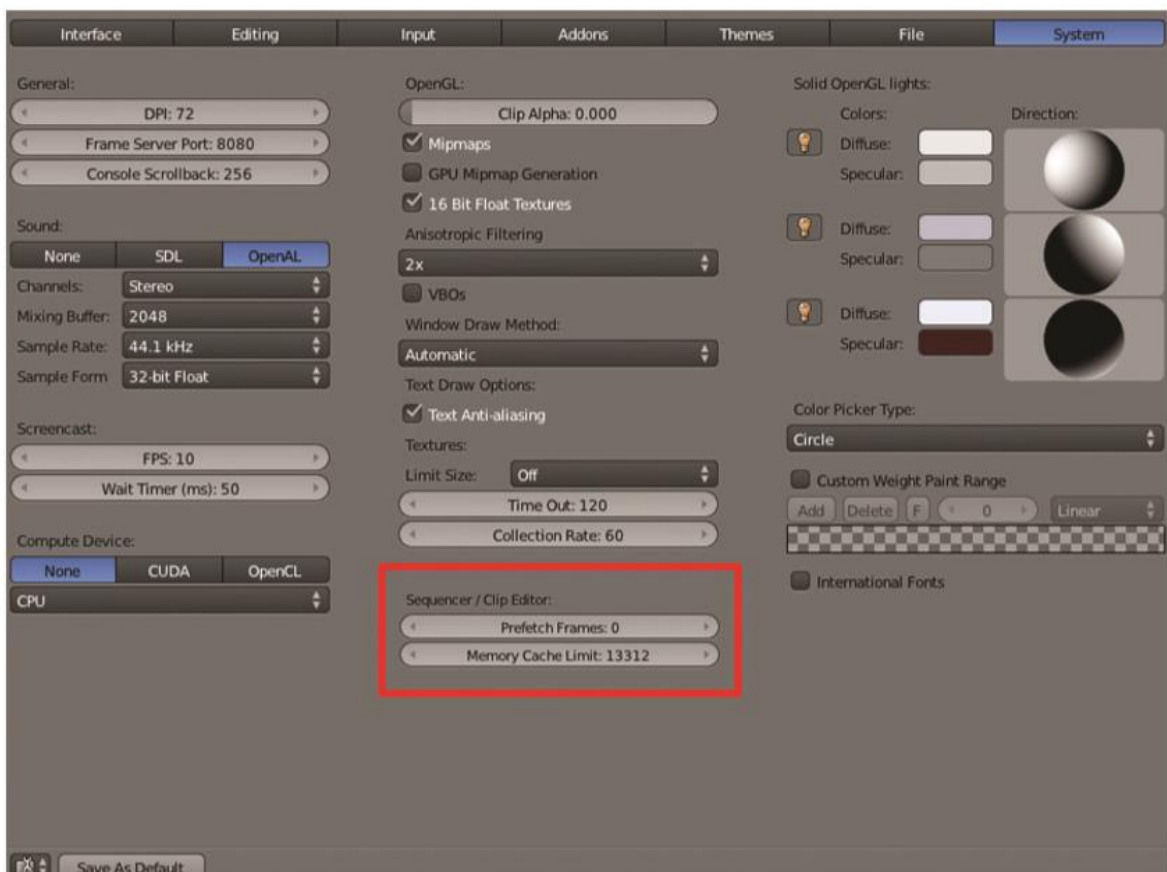 Interface Editing Input Addons Themes File System
General:
DPI: 72
Frame Server Port: 8080
Console Scrollback: 256
Sound:
None SDL OpenAL
Channels: Stereo
Mixing Buffer: 2048
Sample Rate: 44.1 kHz
Sample Form 32-bit Float
Screencast:
FPS: 10
Wait Timer (ms): 50
Compute Device:
None CUDA OpenCL
CPU
OpenGL:
Clip Alpha: 0.000
Mipmaps
GPU Mipmap Generation
16 Bit Float Textures
Anisotropic Filtering
2x
VBOs
Window Draw Method:
Automatic
Text Draw Options:
Text Anti-aliasing
Textures:
Limit Size: Off
Time Out: 120
Collection Rate: 60
Sequencer / Clip Editor:
Prefetch Frames: 0
Memory Cache Limit: 13312
Solid OpenGL lights:
Colors: Direction:
Diffuse:
Specular:
Diffuse:
Specular:
Diffuse:
Specular:
Color Picker Type:
Circle
Custom Weight Paint Range
Add Delete F 0 Linear
International Fonts
Save As Default